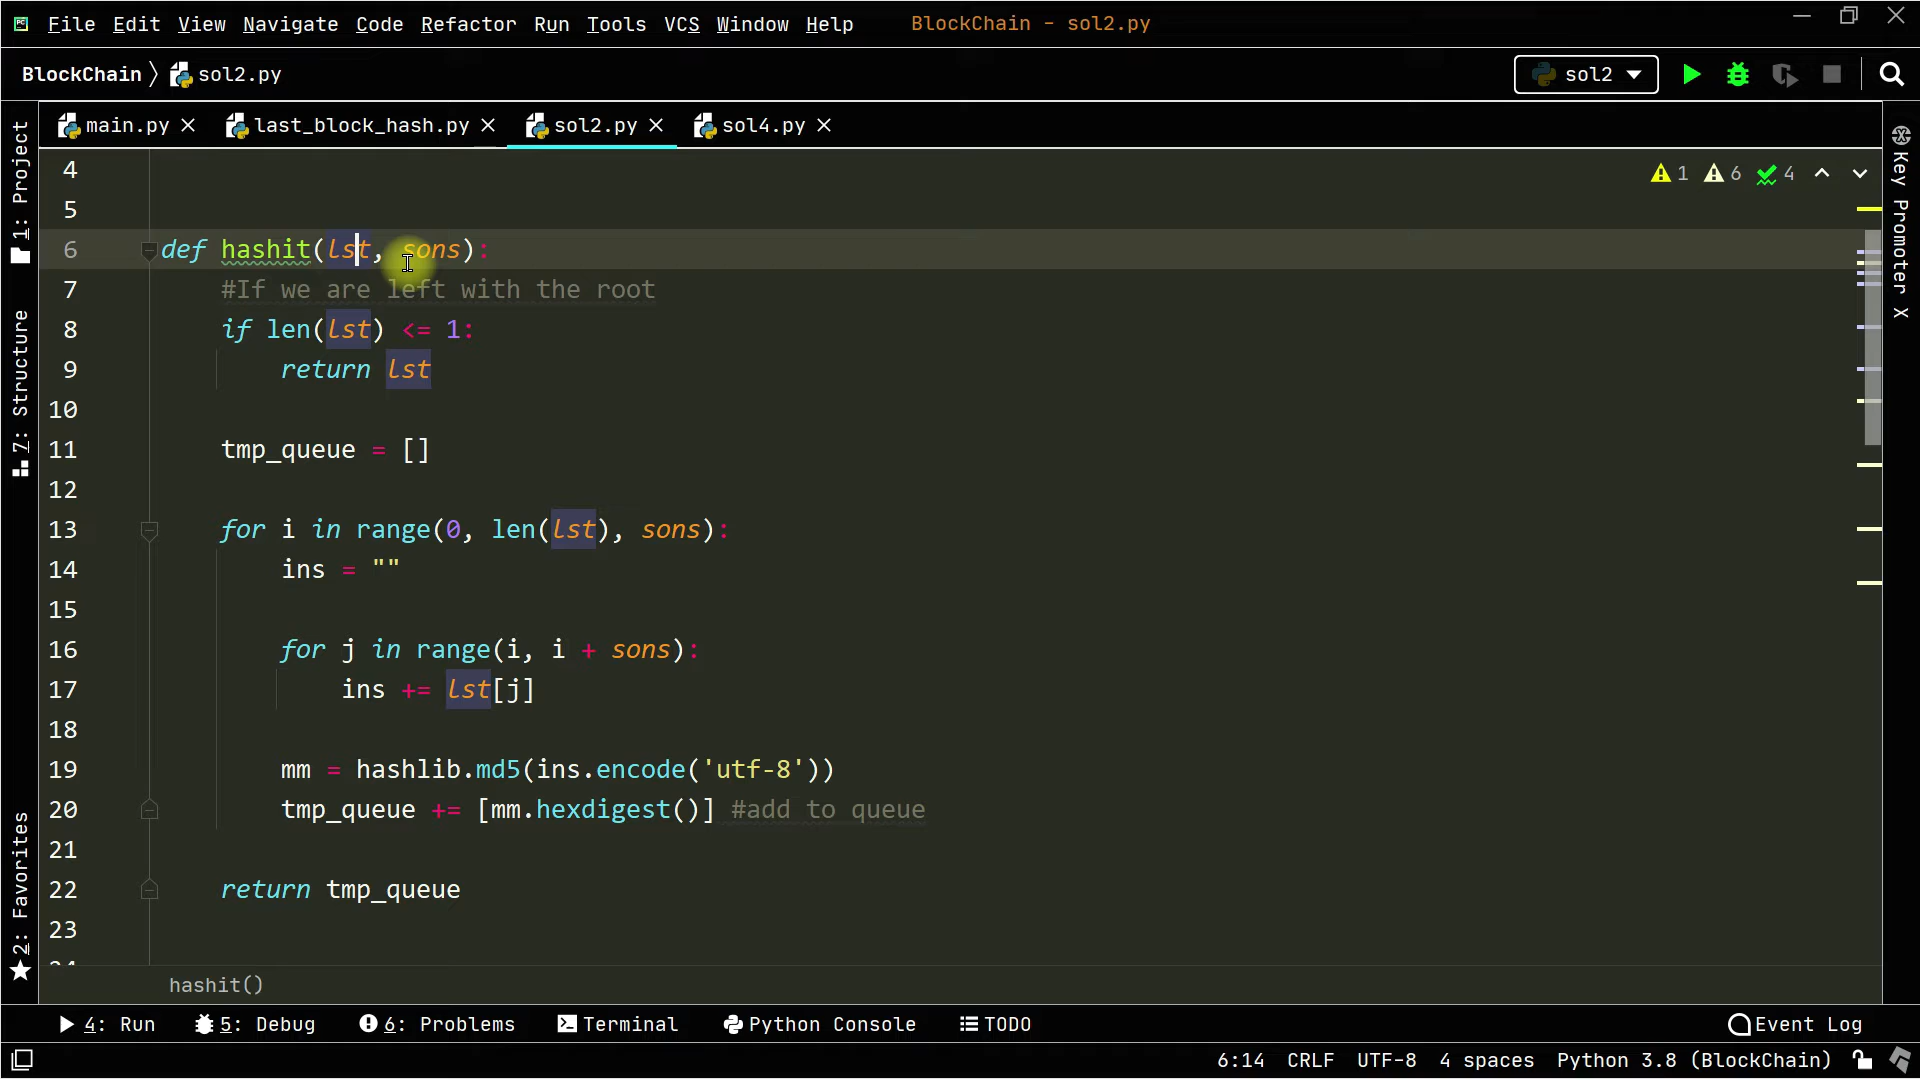 File Edit View Navigate Code Refactor Run Tools VCS Window Help BlockChain - sol2.py
BlockChain sol2.py sol2
main.py last_block_hash.py sol2.py sol4.py
1: Project
7: Structure
2: Favorites
Key Promoter X
1 6 4
4
5
6 def hashit(lst, sons):
7 #If we are left with the root
8 if len(lst) <= 1:
9 return lst
10
11 tmp_queue = []
12
13 for i in range(0, len(lst), sons):
14 ins = ""
15
16 for j in range(i, i + sons):
17 ins += lst[j]
18
19 mm = hashlib.md5(ins.encode('utf-8'))
20 tmp_queue += [mm.hexdigest()] #add to queue
21
22 return tmp_queue
23
hashit()
4: Run 5: Debug 6: Problems Terminal Python Console TODO Event Log
6:14 CRLF UTF-8 4 spaces Python 3.8 (BlockChain)